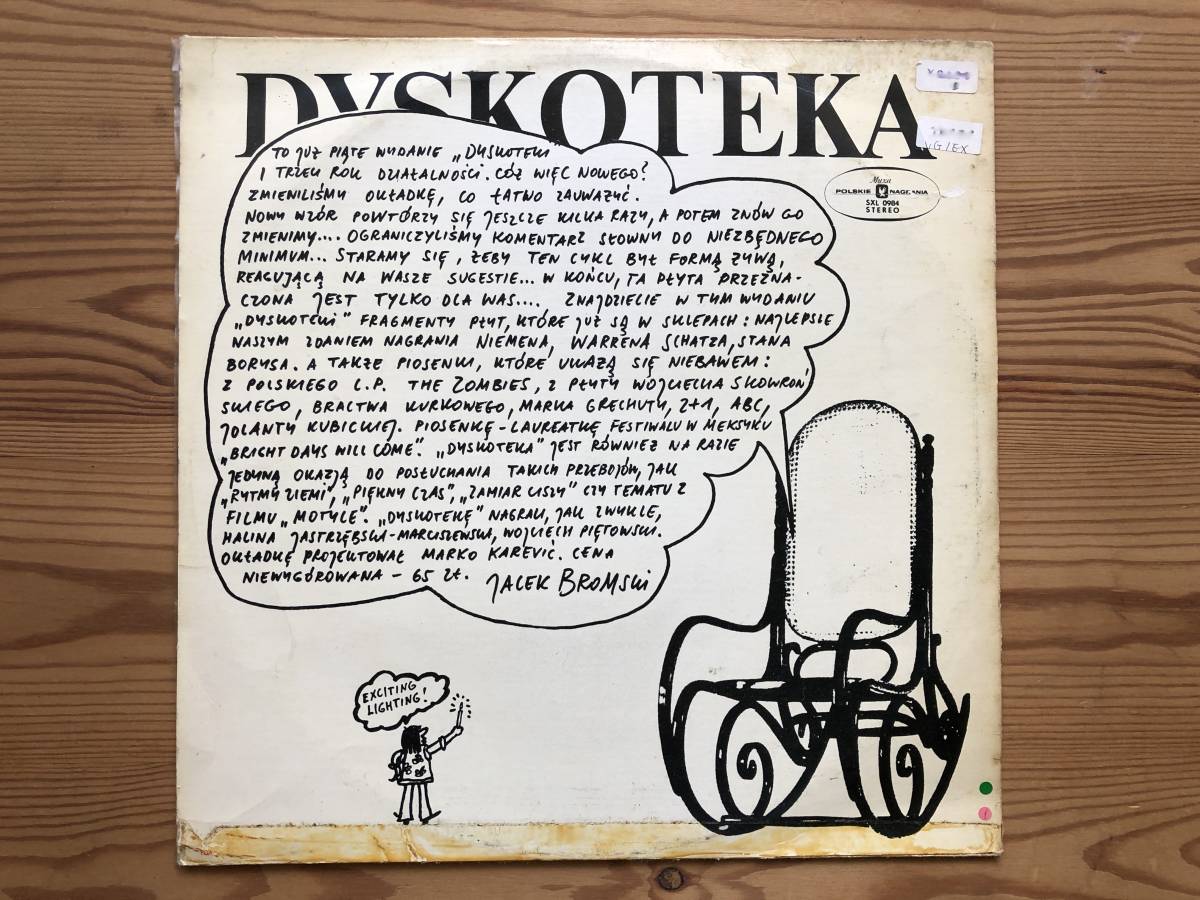 DYSKOTEKA
VG/EX
Muza
POLSKIE NAGRANIA
SXL 0984
STEREO
TO JUŻ PIĄTE WYDANIE „DYSKOTEKI"
I TRZECI ROK DZIAŁALNOŚCI. CÓŻ WIĘC NOWEGO?
ZMIENILIŚMY OKŁADKĘ, CO ŁATWO ZAUWAŻYĆ.
NOWY WZÓR POWTÓRZY SIĘ JESZCZE KILKA RAZY, A POTEM ZNÓW GO
ZMIENIMY.... OGRANICZYLIŚMY KOMENTARZ SŁOWNY DO NIEZBĘDNEGO
MINIMUM... STARAMY SIĘ, ŻEBY TEN CYKL BYŁ FORMĄ ŻYWĄ,
REAGUJĄCĄ NA WASZE SUGESTIE... W KOŃCU, TA PŁYTA PRZEZNA-
CZONA JEST TYLKO DLA WAS.... ZNAJDZIECIE W TYM WYDANIU
„DYSKOTEKI" FRAGMENTY PŁYT, KTÓRE JUŻ SĄ W SKLEPACH: NAJLEPSZE
NASZYM ZDANIEM NAGRANIA NIEMENA, WARRENA SCHATZA, STANA
BORYSA. A TAKŻE PIOSENKI, KTÓRE UKAŻĄ SIĘ NIEBAWEM:
Z POLSKIEGO L.P. THE ZOMBIES, Z PŁYTY WOJCIECHA SKOWROŃ
SKIEGO, BRACTWA KURKOWEGO, MARKA GRECHUTY, 2+1, ABC,
JOLANTY KUBICKIEJ. PIOSENKĘ-LAUREATKĘ FESTIWALU W MEKSYKU
„BRIGHT DAYS WILL COME". „DYSKOTEKA" JEST RÓWNIEŻ NA RAZIE
JEDYNĄ OKAZJĄ DO POSŁUCHANIA TAKICH PRZEBOJÓW, JAK
„RYTMY ZIEMI", „PIĘKNY CZAS", „ZAMIAR CISZY" CZY TEMATU Z
FILMU „MOTYLE". „DYSKOTEKĘ" NAGRALI, JAK ZWYKLE,
HALINA JASTRZĘBSKA-MARCISZEWSKI, WOJCIECH PIĘTOWSKI.
OKŁADKĘ PROJEKTOWAŁ MARKO KAREVIĆ. CENA
NIEWYGÓROWANA - 65 ZŁ. JACEK BROMSKI
EXCITING
LIGHTING!